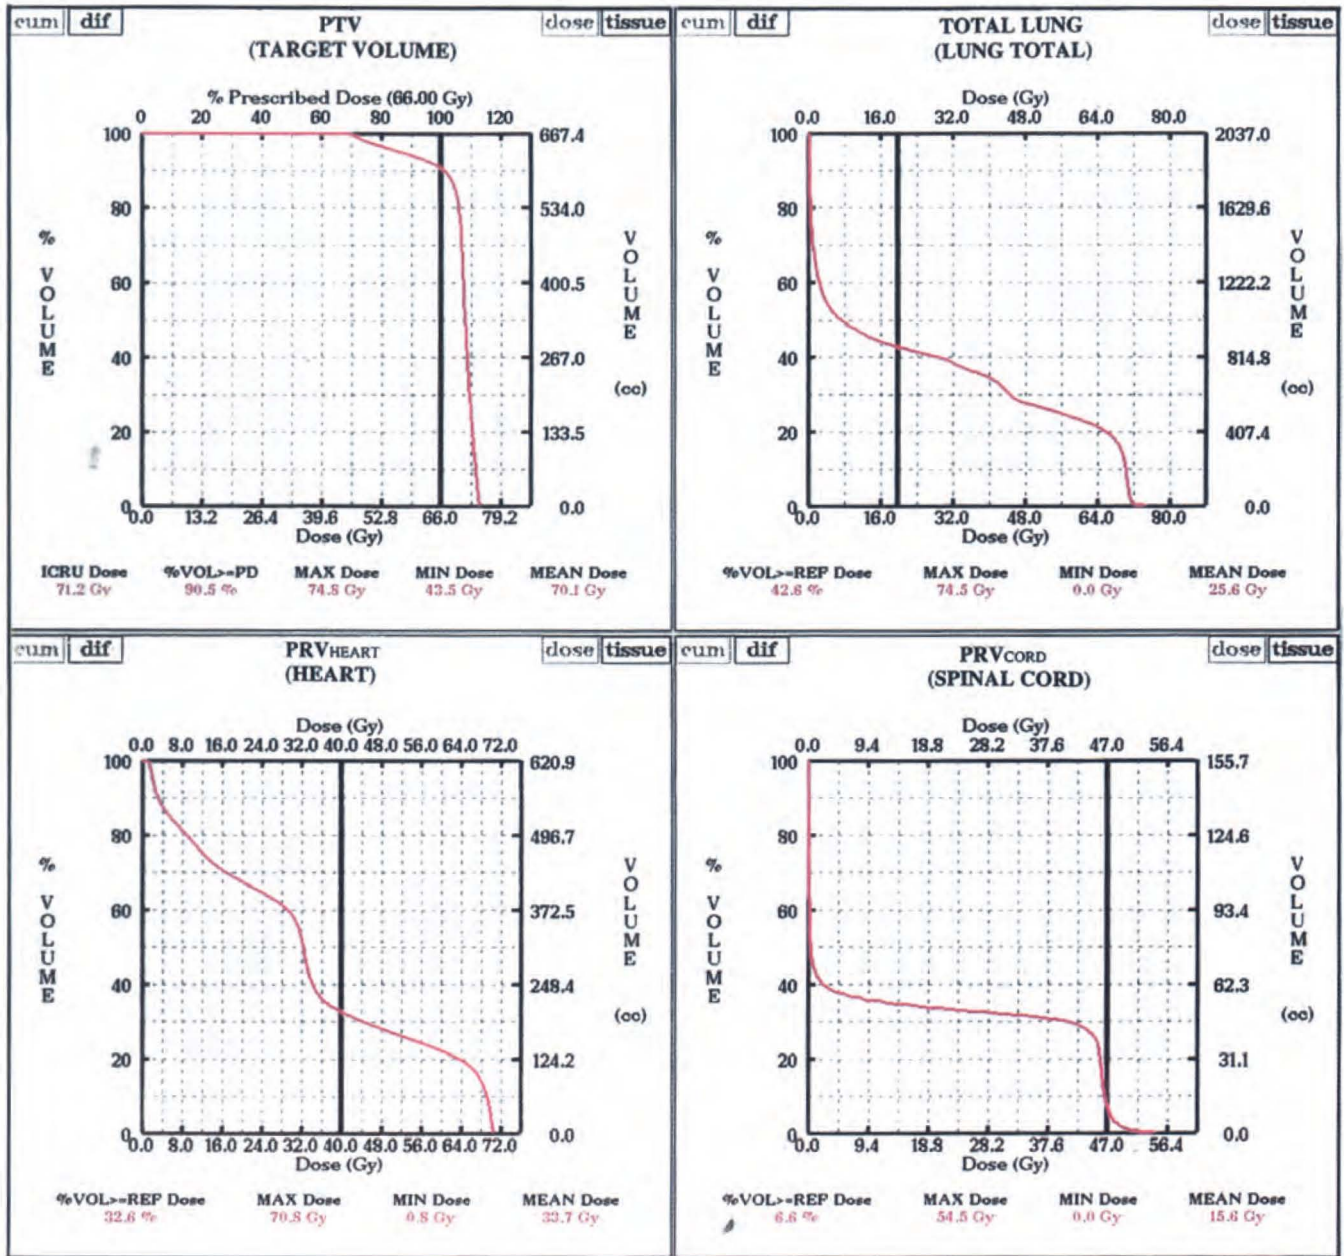 cum dif PTV dose tissue
(TARGET VOLUME)
% Prescribed Dose (66.00 Gy)
0 20 40 60 80 100 120
100 667.4
80 534.0
60 400.5
40 267.0
20 133.5
0 0.0
% VOLUME
VOLUME (cc)
0.0 13.2 26.4 39.6 52.8 66.0 79.2
Dose (Gy)
ICRU Dose %VOL>=PD MAX Dose MIN Dose MEAN Dose
71.2 Gy 90.5 % 74.8 Gy 43.5 Gy 70.1 Gy
cum dif TOTAL LUNG dose tissue
(LUNG TOTAL)
Dose (Gy)
0.0 16.0 32.0 48.0 64.0 80.0
100 2037.0
80 1629.6
60 1222.2
40 814.8
20 407.4
0 0.0
% VOLUME
VOLUME (cc)
0.0 16.0 32.0 48.0 64.0 80.0
Dose (Gy)
%VOL>=REF Dose MAX Dose MIN Dose MEAN Dose
42.8 % 74.5 Gy 0.0 Gy 25.6 Gy
cum dif PRVHEART dose tissue
(HEART)
Dose (Gy)
0.0 8.0 16.0 24.0 32.0 40.0 48.0 56.0 64.0 72.0
100 620.9
80 496.7
60 372.5
40 248.4
20 124.2
0 0.0
% VOLUME
VOLUME (cc)
0.0 8.0 16.0 24.0 32.0 40.0 48.0 56.0 64.0 72.0
Dose (Gy)
%VOL>=REF Dose MAX Dose MIN Dose MEAN Dose
32.6 % 70.8 Gy 0.8 Gy 33.7 Gy
cum dif PRVCORD dose tissue
(SPINAL CORD)
Dose (Gy)
0.0 9.4 18.8 28.2 37.6 47.0 56.4
100 155.7
80 124.6
60 93.4
40 62.3
20 31.1
0 0.0
% VOLUME
VOLUME (cc)
0.0 9.4 18.8 28.2 37.6 47.0 56.4
Dose (Gy)
%VOL>=REF Dose MAX Dose MIN Dose MEAN Dose
6.6 % 54.5 Gy 0.0 Gy 15.6 Gy